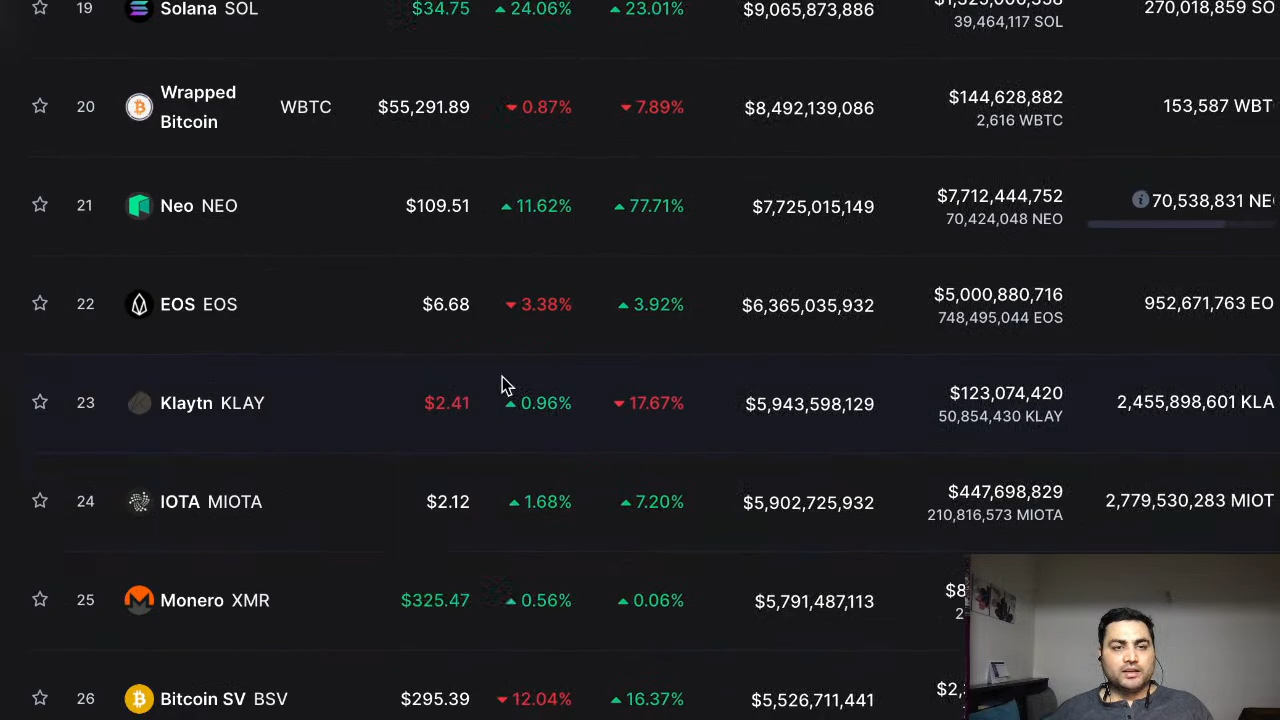 19 Solana SOL $34.75 24.06% 23.01% $9,065,873,886 270,018,859 SO
39,464,117 SOL
20 Wrapped Bitcoin WBTC $55,291.89 0.87% 7.89% $8,492,139,086 $144,628,882 153,587 WBT
2,616 WBTC
21 Neo NEO $109.51 11.62% 77.71% $7,725,015,149 $7,712,444,752 70,538,831 NE
70,424,048 NEO
22 EOS EOS $6.68 3.38% 3.92% $6,365,035,932 $5,000,880,716 952,671,763 EO
748,495,044 EOS
23 Klaytn KLAY $2.41 0.96% 17.67% $5,943,598,129 $123,074,420 2,455,898,601 KLA
50,854,430 KLAY
24 IOTA MIOTA $2.12 1.68% 7.20% $5,902,725,932 $447,698,829 2,779,530,283 MIOT
210,816,573 MIOTA
25 Monero XMR $325.47 0.56% 0.06% $5,791,487,113 $8
2
26 Bitcoin SV BSV $295.39 12.04% 16.37% $5,526,711,441 $2,